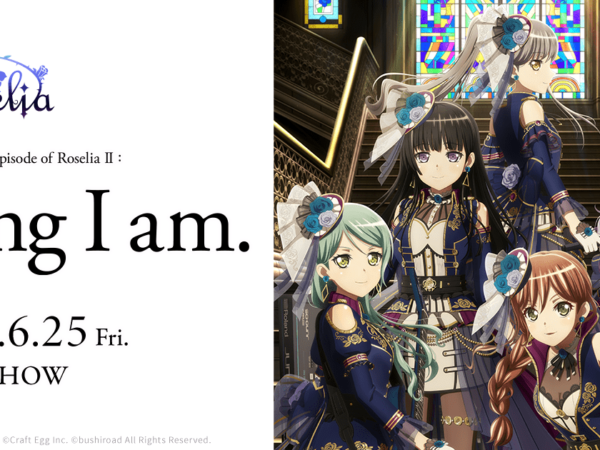 elia
pisode of Roselia II :
ng I am.
.6.25 Fri.
HOW
©Craft Egg Inc. ©bushiroad All Rights Reserved.